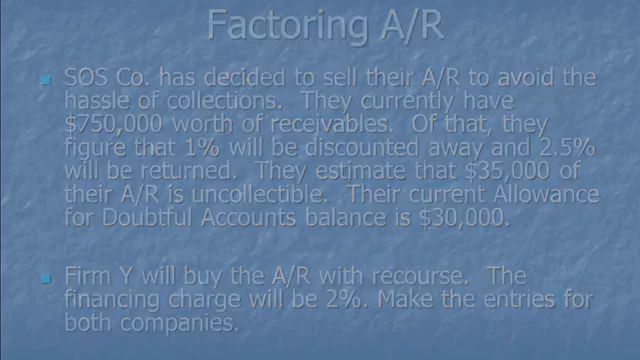 Factoring A/R
SOS Co. has decided to sell their A/R to avoid the
hassle of collections. They currently have
$750,000 worth of receivables. Of that, they
figure that 1% will be discounted away and 2.5%
will be returned. They estimate that $35,000 of
their A/R is uncollectible. Their current Allowance
for Doubtful Accounts balance is $30,000.
Firm Y will buy the A/R with recourse. The
financing charge will be 2%. Make the entries for
both companies.